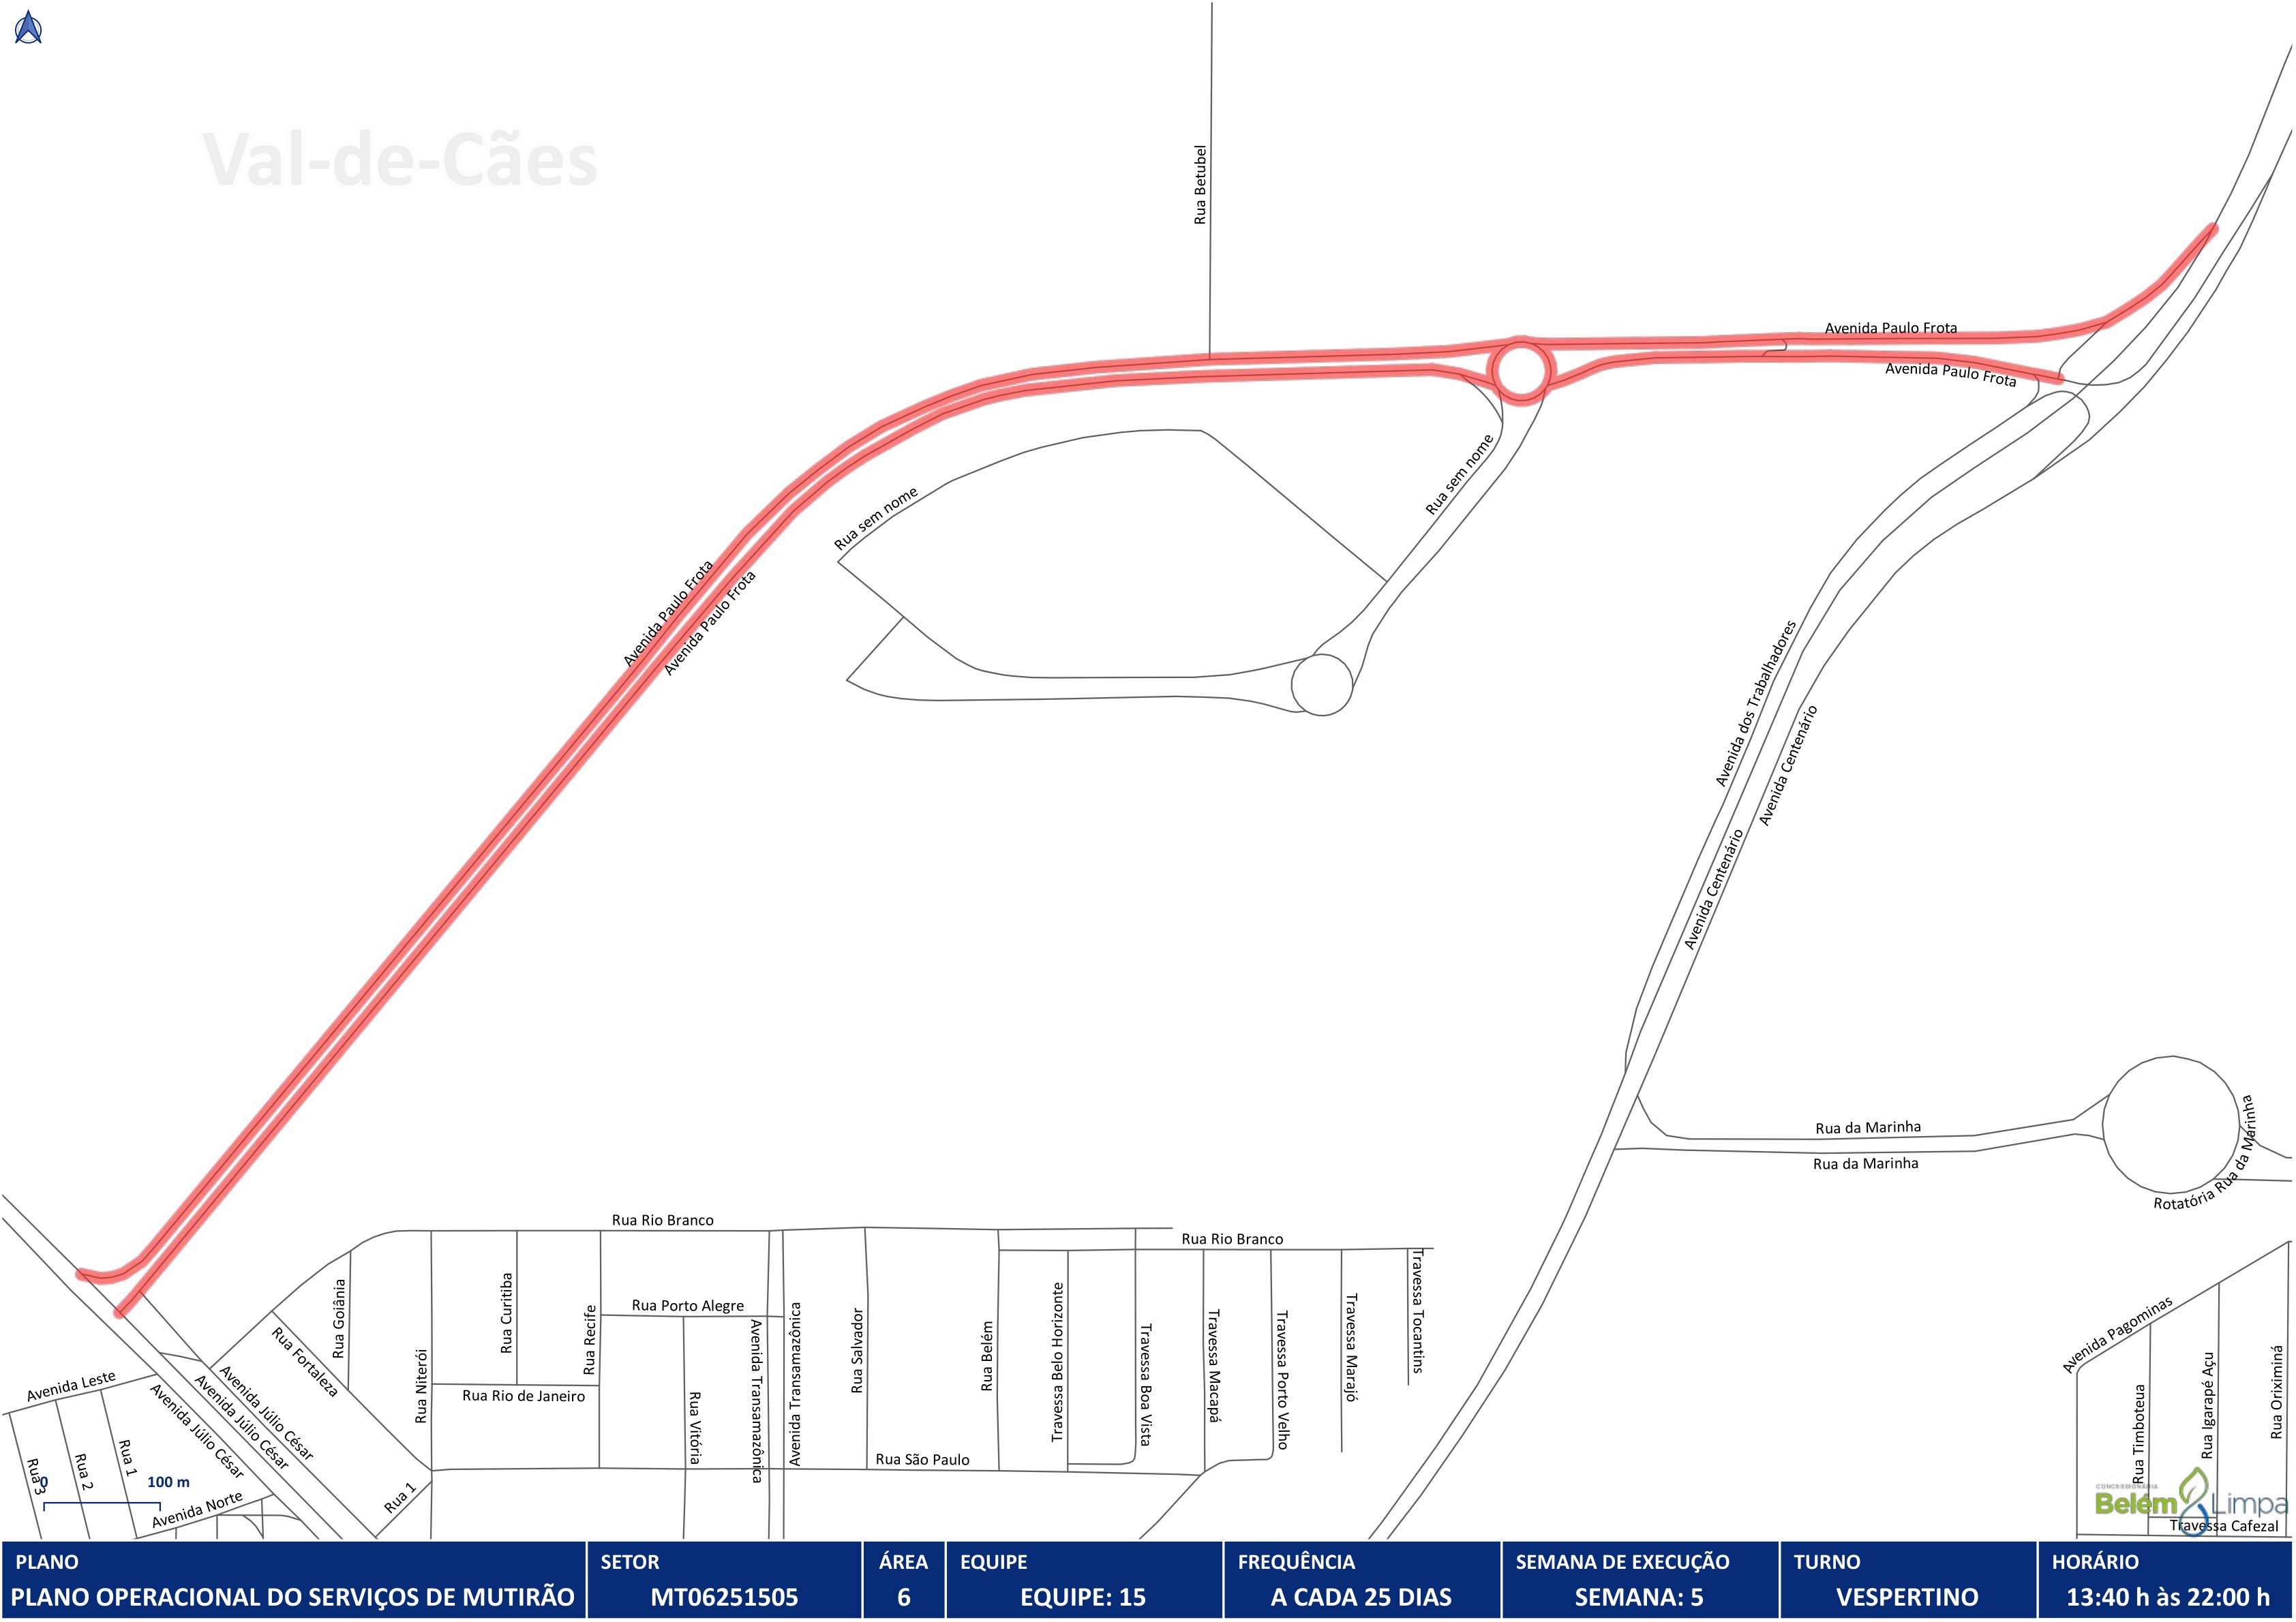 Val-de-Cães
Rua Betubel
Avenida Paulo Frota
Avenida Paulo Frota
Rua sem nome
Rua sem nome
Avenida Paulo Frota
Avenida Paulo Frota
Avenida dos Trabalhadores
Avenida Centenário
Avenida Centenário
Rua da Marinha
Rua da Marinha
Rotatória Rua da Marinha
Rua Rio Branco
Rua Rio Branco
Rua Goiânia
Rua Curitiba
Rua Recife
Rua Porto Alegre
Rua Fortaleza
Rua Niterói
Rua Rio de Janeiro
Rua Vitória
Avenida Transamazônica
Avenida Transamazônica
Rua Salvador
Rua Belém
Travessa Belo Horizonte
Travessa Boa Vista
Travessa Macapá
Travessa Porto Velho
Travessa Marajó
Travessa Tocantins
Rua São Paulo
Avenida Leste
Avenida Júlio César
Avenida Júlio César
Avenida Júlio César
Rua 3
Rua 2
Rua 1
Rua 1
Avenida Norte
0
100 m
Avenida Pagominas
Rua Timboteua
Rua Igarapé Açu
Rua Oriximiná
CONCESSIONÁRIA
Belém Limpa
Travessa Cafezal
PLANO
PLANO OPERACIONAL DO SERVIÇOS DE MUTIRÃO
SETOR
MT06251505
ÁREA
6
EQUIPE
EQUIPE: 15
FREQUÊNCIA
A CADA 25 DIAS
SEMANA DE EXECUÇÃO
SEMANA: 5
TURNO
VESPERTINO
HORÁRIO
13:40 h às 22:00 h